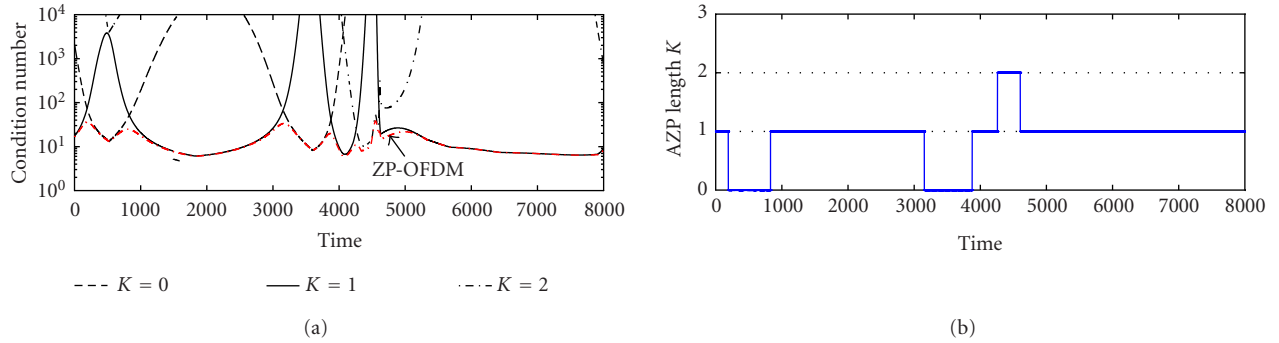 10^4
10^3
10^2
10^1
10^0
Condition number
ZP-OFDM
0 1000 2000 3000 4000 5000 6000 7000 8000
Time
K = 0 K = 1 K = 2
(a)
3
2
1
0
AZP length K
0 1000 2000 3000 4000 5000 6000 7000 8000
Time
(b)